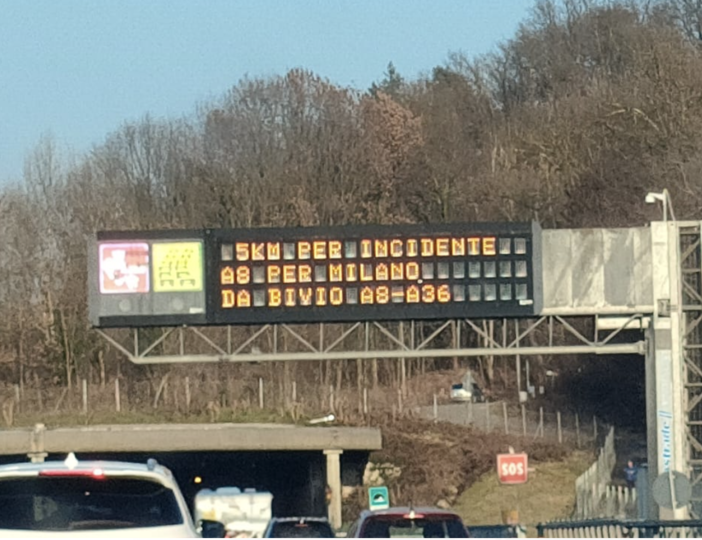 5KM PER INCIDENTE
A8 PER MILANO
DA BIVIO A8-A36
SOS